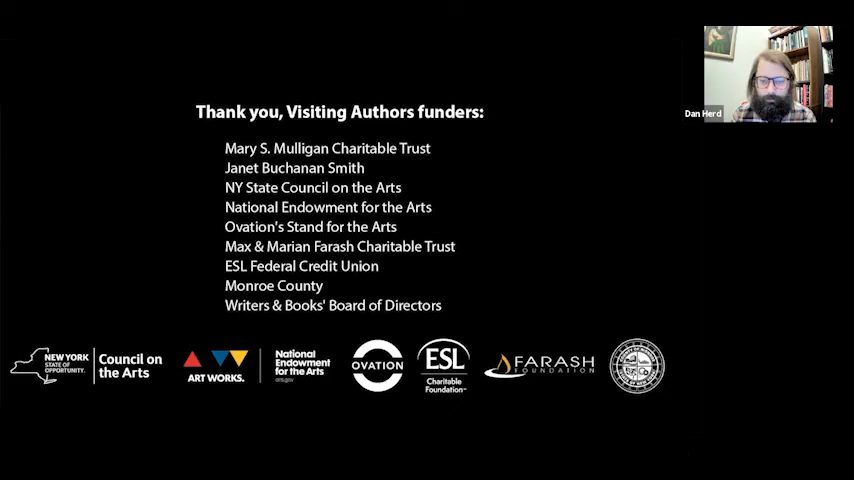 Dan Herd
Thank you, Visiting Authors funders:
Mary S. Mulligan Charitable Trust
Janet Buchanan Smith
NY State Council on the Arts
National Endowment for the Arts
Ovation's Stand for the Arts
Max & Marian Farash Charitable Trust
ESL Federal Credit Union
Monroe County
Writers & Books' Board of Directors
NEW YORK
STATE OF
OPPORTUNITY.
Council on
the Arts
ART WORKS.
National
Endowment
for the Arts
arts.gov
OVATION
ESL
Charitable
Foundation
FARASH
FOUNDATION